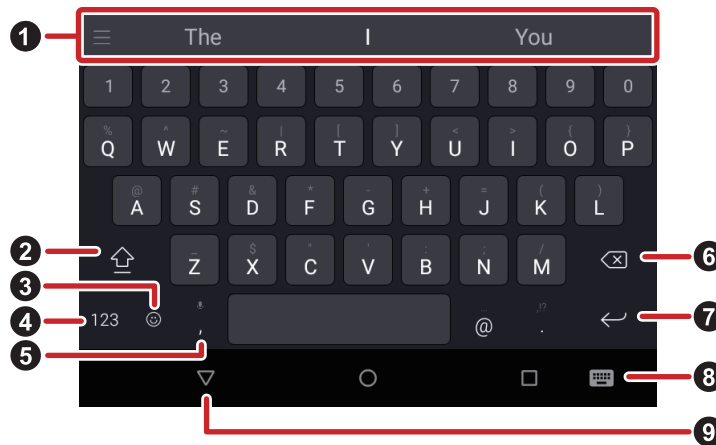 1 The I You
1 2 3 4 5 6 7 8 9 0
% ^ ~ | [ ] < > { }
Q W E R T Y U I O P
@ # & * - + = ( )
A S D F G H J K L
2 _ $ " ' : ; / 6
Z X C V B N M
3
4 123 , @ _ ,!? . 7
5
8
9